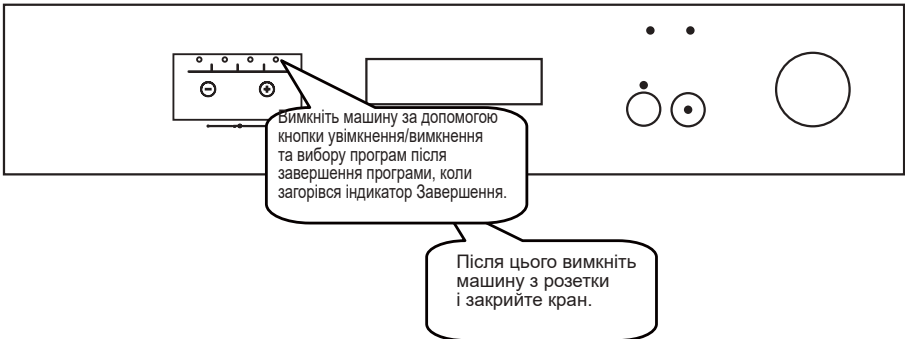 Вимкніть машину за допомогою
кнопки увімкнення/вимкнення
та вибору програм після
завершення програми, коли
загорівся індикатор Завершення.
Після цього вимкніть
машину з розетки
і закрийте кран.